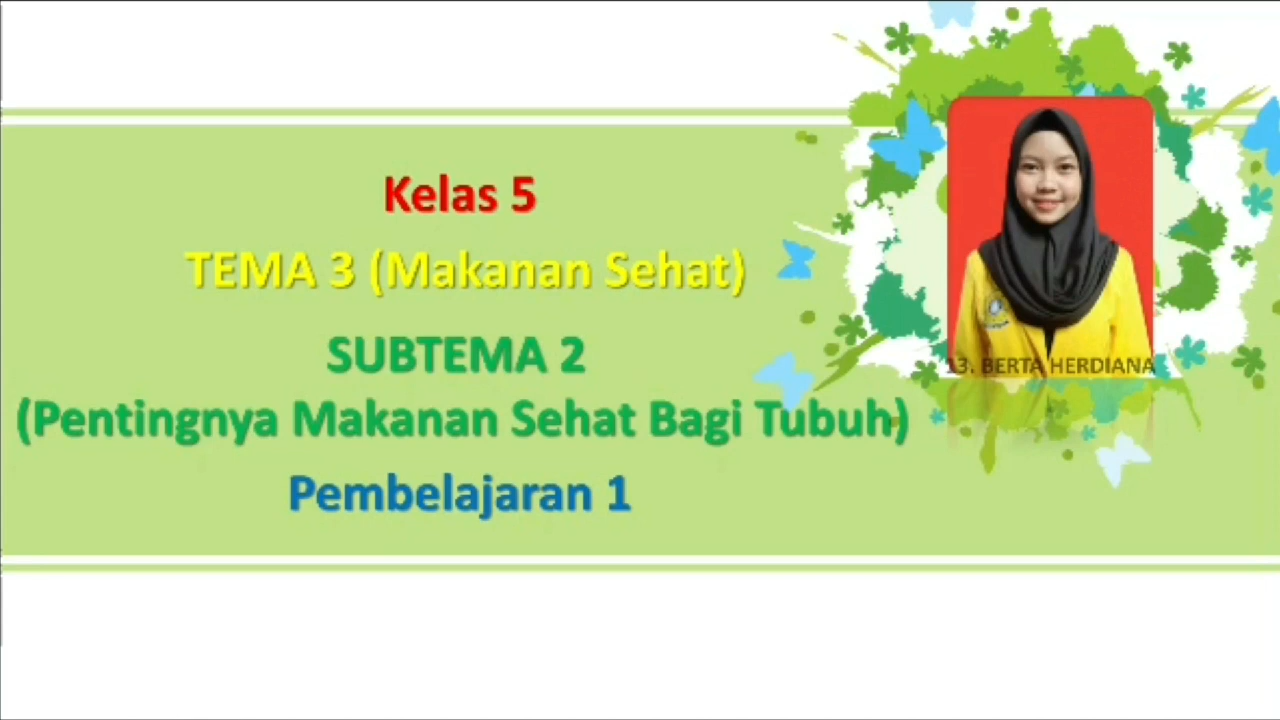 Kelas 5
TEMA 3 (Makanan Sehat)
SUBTEMA 2
(Pentingnya Makanan Sehat Bagi Tubuh)
Pembelajaran 1
13. BERTA HERDIANA